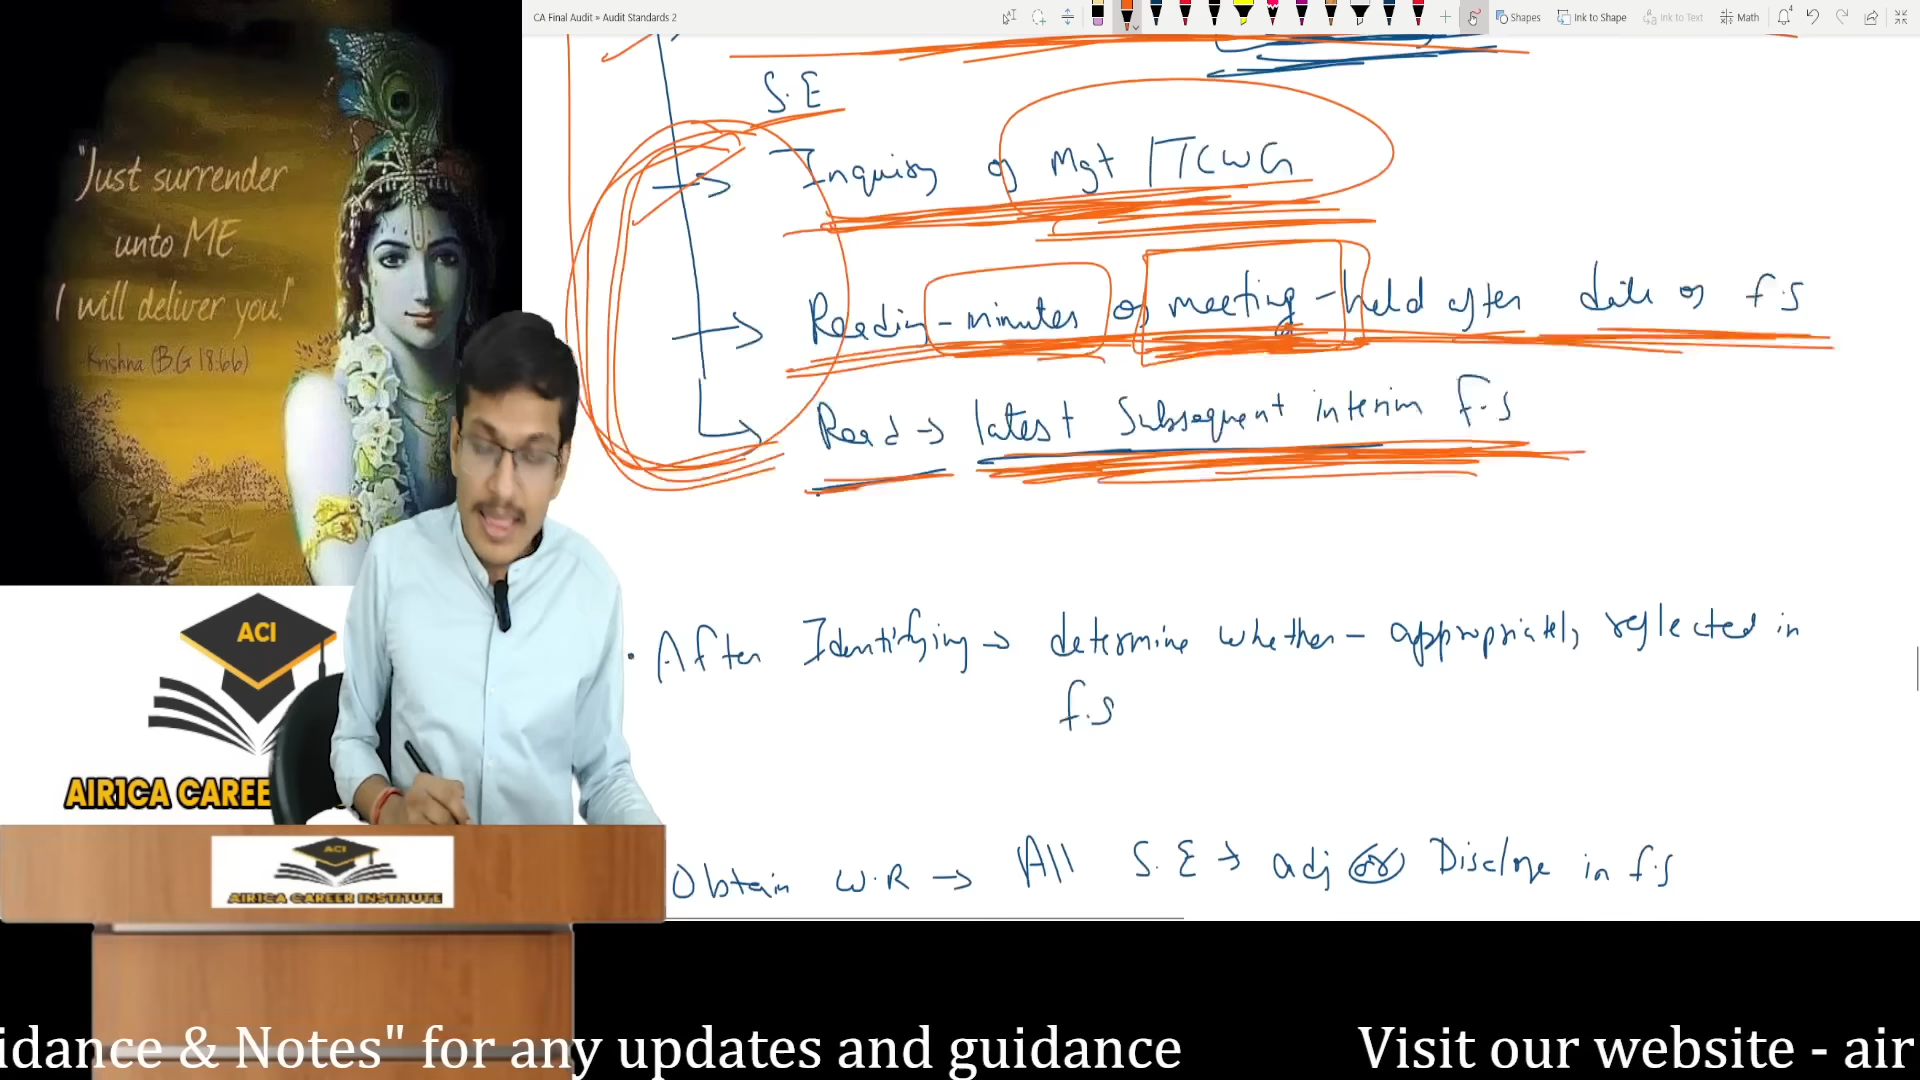 CA Final Audit » Audit Standards 2
Shapes
Ink to Shape
Ink to Text
Math
S.E
Inquiry of Mgt / TCWG
Reading - minutes of meeting - held after date of f.S
Read → latest Subsequent interim F.S
"Just surrender
unto ME
I will deliver you!"
- Krishna (B.G 18.66)
ACI
AIR1CA CAREE
. After Identifying → determine whether - appropriately reflected in
f.S
Obtain W.R → All S.E → adj or Disclose in f.S
ACI
AIR1CA CAREER INSTITUTE
idance & Notes" for any updates and guidance
Visit our website - air